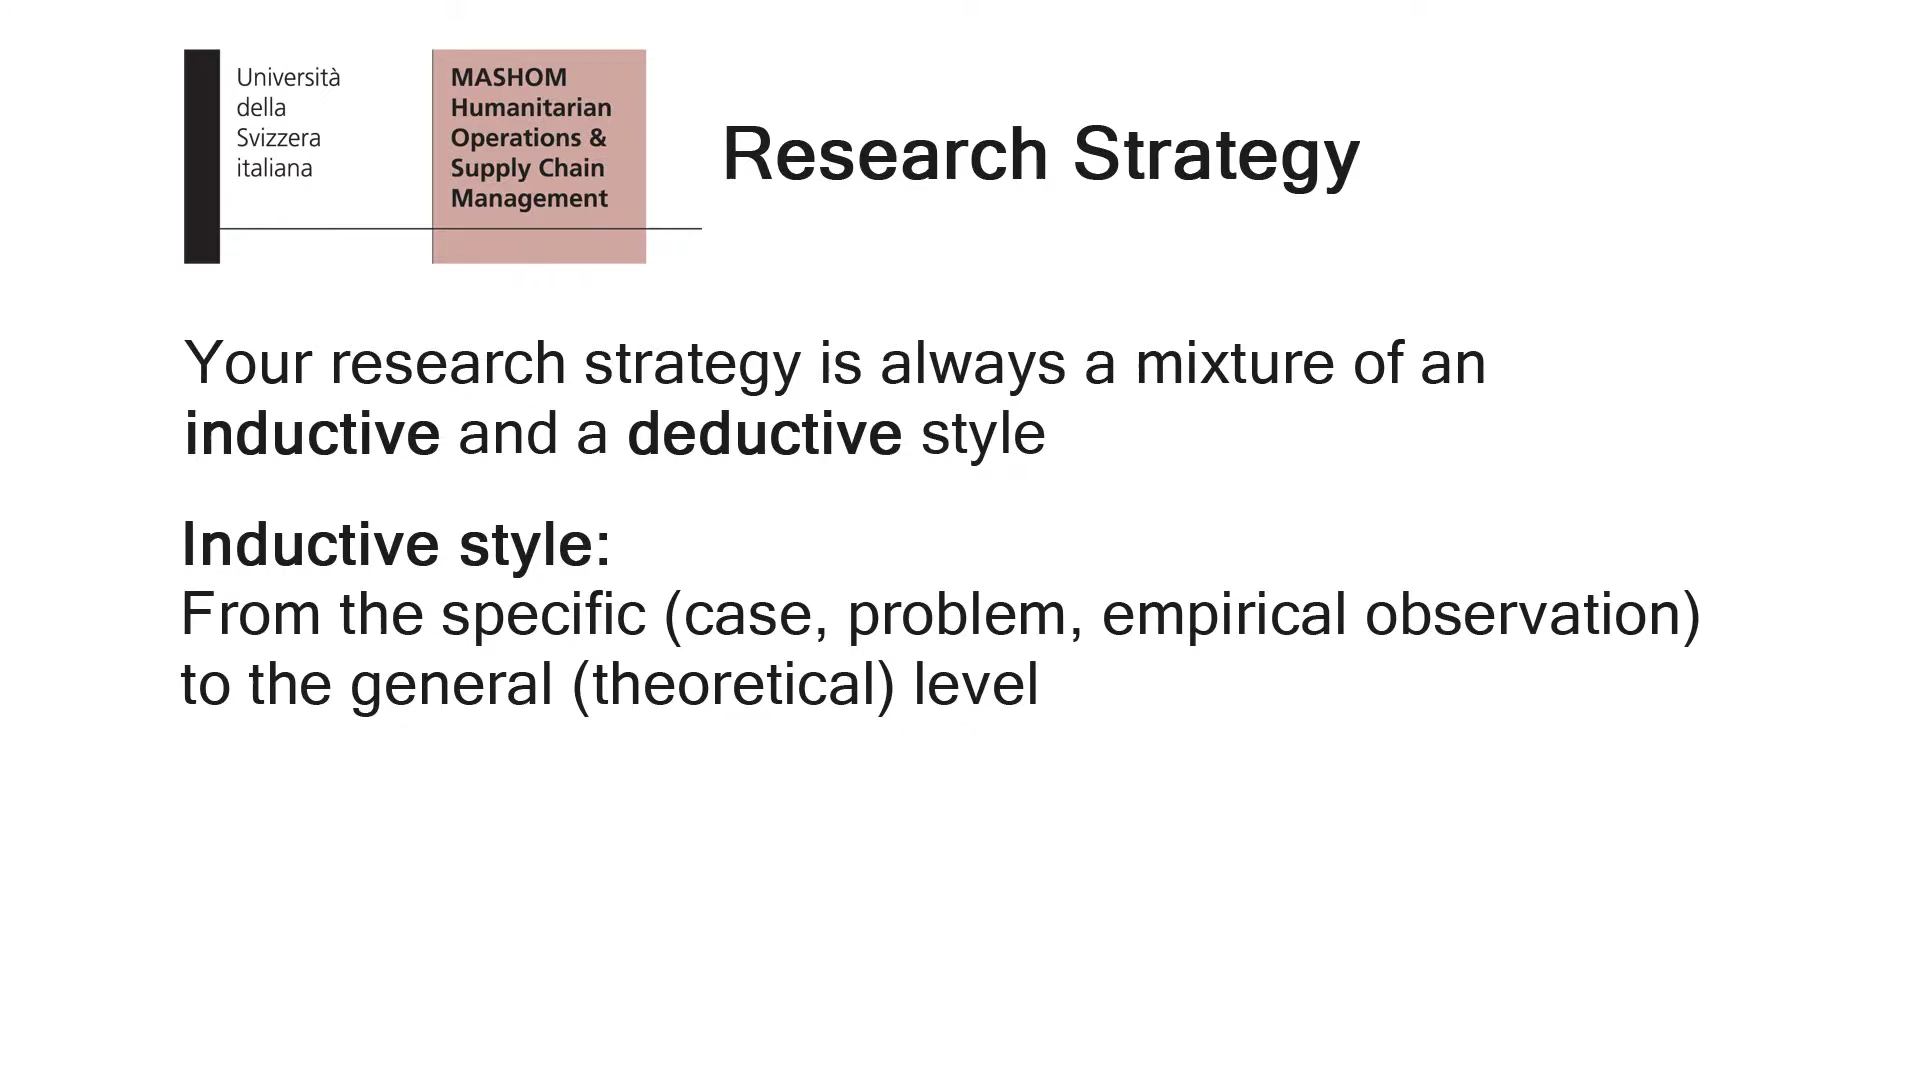 Università
della
Svizzera
italiana
MASHOM
Humanitarian
Operations &
Supply Chain
Management
Research Strategy
Your research strategy is always a mixture of an
inductive and a deductive style
Inductive style:
From the specific (case, problem, empirical observation)
to the general (theoretical) level